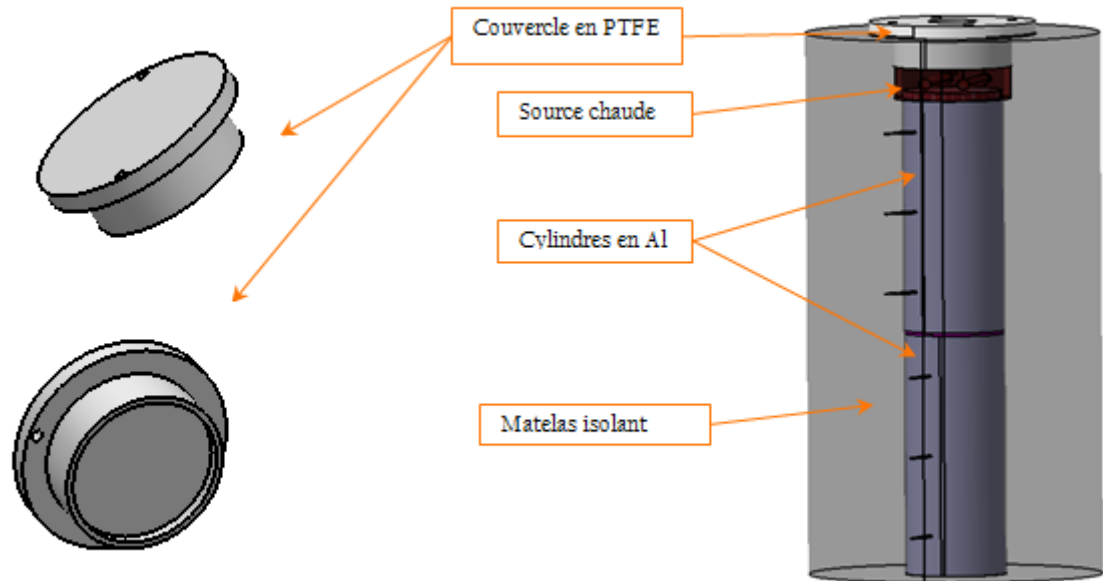 Couvercle en PTFE
Source chaude
Cylindres en Al
Matelas isolant